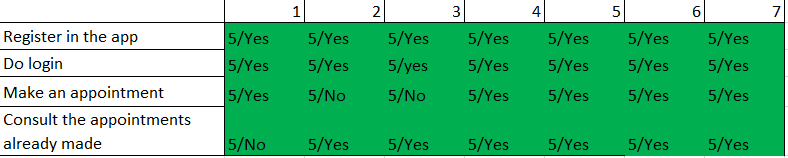 1 2 3 4 5 6 7
Register in the app 5/Yes 5/Yes 5/Yes 5/Yes 5/Yes 5/Yes 5/Yes
Do login 5/Yes 5/Yes 5/yes 5/Yes 5/Yes 5/Yes 5/Yes
Make an appointment 5/Yes 5/No 5/No 5/Yes 5/Yes 5/Yes 5/Yes
Consult the appointments
already made 5/No 5/Yes 5/Yes 5/Yes 5/Yes 5/Yes 5/Yes